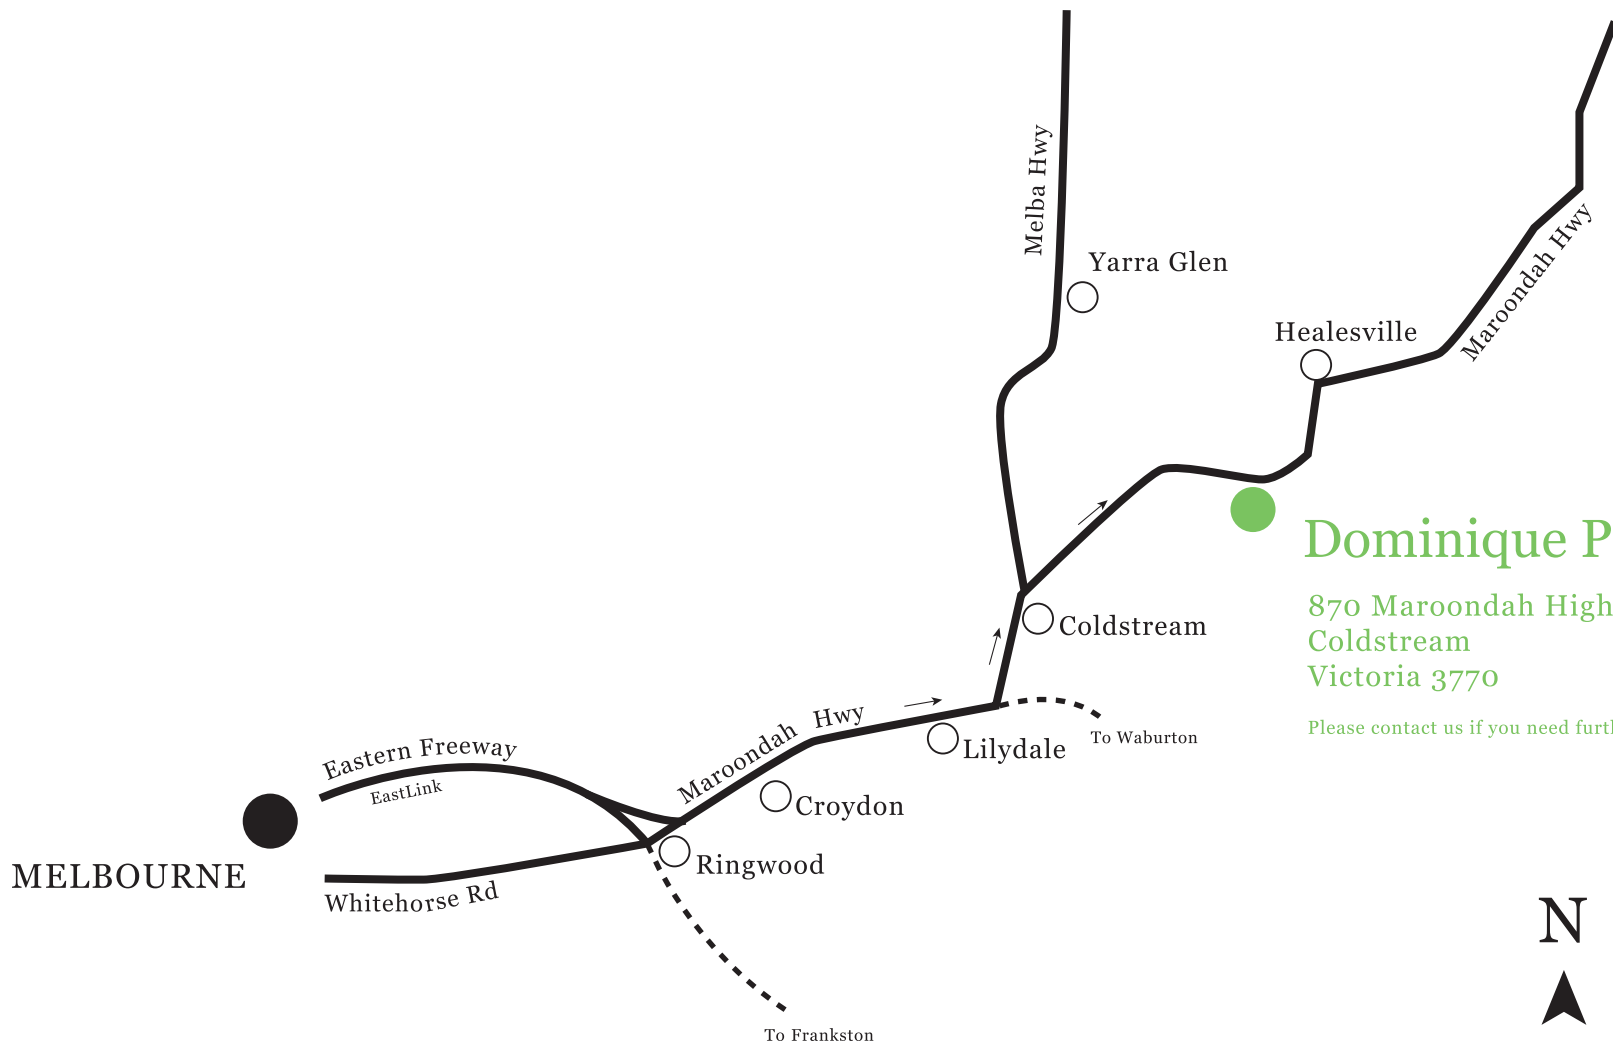 Melba Hwy
Yarra Glen
Healesville
Maroondah Hwy
Dominique P
870 Maroondah High
Coldstream
Victoria 3770
Please contact us if you need furt
Coldstream
To Waburton
Lilydale
Maroondah Hwy
Croydon
Ringwood
Eastern Freeway
EastLink
MELBOURNE
Whitehorse Rd
To Frankston
N